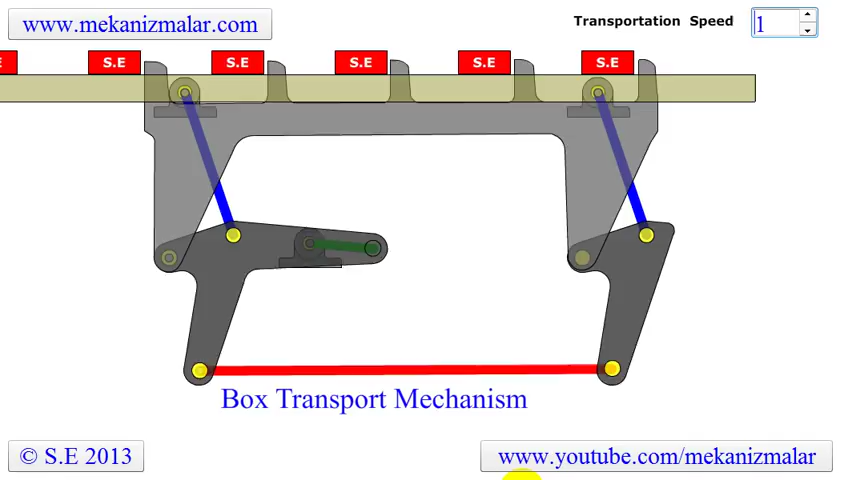 www.mekanizmalar.com
Transportation Speed 1
E S.E S.E S.E S.E S.E
Box Transport Mechanism
© S.E 2013
www.youtube.com/mekanizmalar